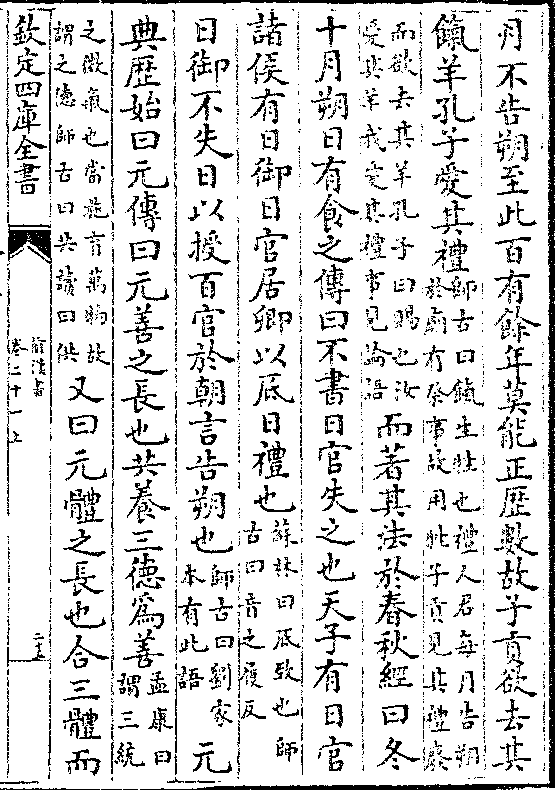 月不告朔至此百有餘年莫能正歴數故子貢欲去其
餼羊孔子愛其禮師古曰餼生牲也禮人君每月告朔於廟有祭事故用牲子貢見其禮廢
而欲去其羊孔子曰賜也汝愛其羊我愛其禮事見論語而著其法於春秋經曰冬
十月朔日有食之傳曰不書日官失之也天子有日官
諸侯有日御日官居卿以底日禮也蘇林曰底致也師古曰音之履反
日御不失日以授百官於朝言告朔也師古曰劉家本有此語元
典歴始曰元傳曰元善之長也共養三德為善孟康曰謂三統
之微氣也當施育萬物故謂之德師古曰共讀曰供又曰元體之長也合三體而
欽定四庫全書
前漢書
卷二十一上
二十五